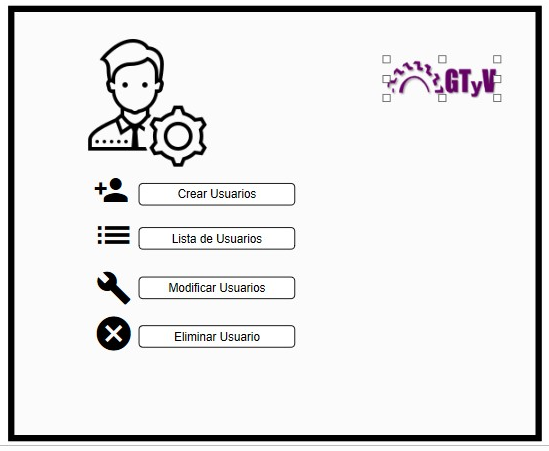 GTyV
Crear Usuarios
Lista de Usuarios
Modificar Usuarios
Eliminar Usuario